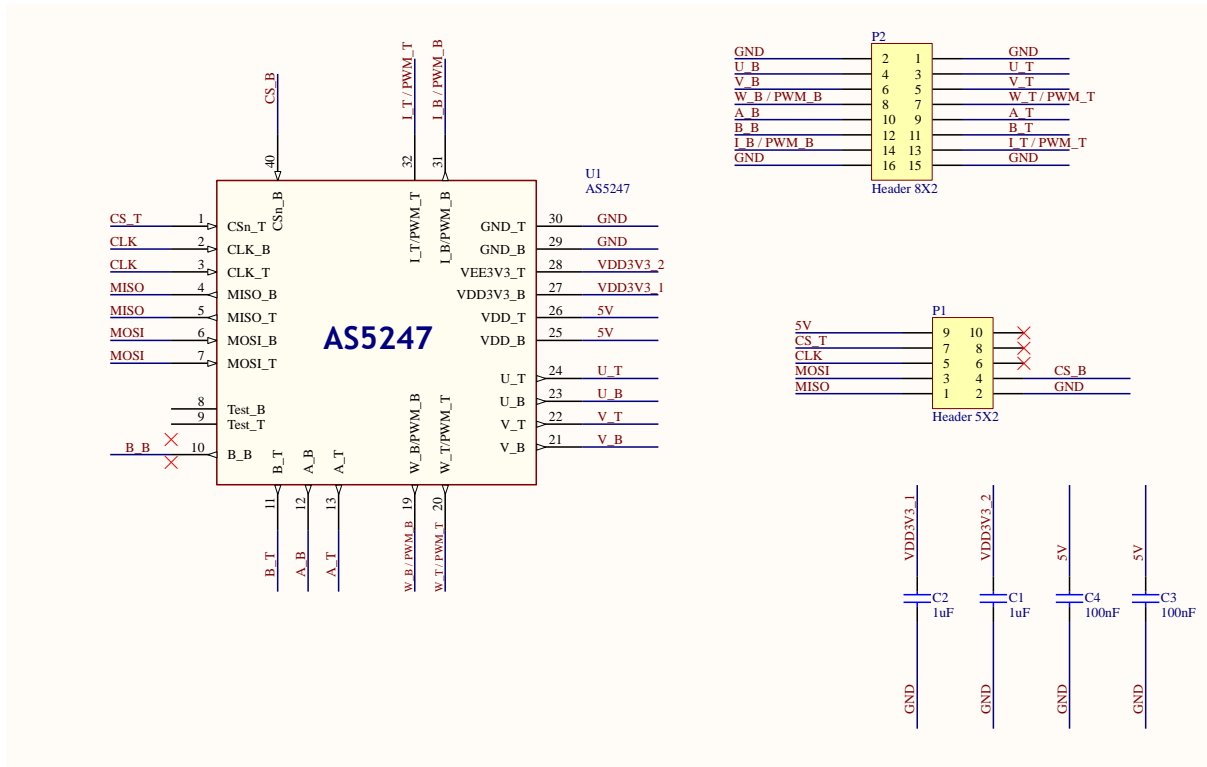 I_T / PWM_T
I_B / PWM_B
CS_B
40
32
31
U1
AS5247
CSn_B
I_T/PWM_T
I_B/PWM_B
CS_T 1 CSn_T
CLK 2 CLK_B
CLK 3 CLK_T
MISO 4 MISO_B
MISO 5 MISO_T
MOSI 6 MOSI_B
MOSI 7 MOSI_T
8 Test_B
9 Test_T
B_B 10 B_B
AS5247
GND_T 30 GND
GND_B 29 GND
VEE3V3_T 28 VDD3V3_2
VDD3V3_B 27 VDD3V3_1
VDD_T 26 5V
VDD_B 25 5V
U_T 24 U_T
U_B 23 U_B
V_T 22 V_T
V_B 21 V_B
B_T
A_B
A_T
W_B/PWM_B
W_T/PWM_T
11
12
13
19
20
B_T
A_B
A_T
W_B / PWM_B
W_T / PWM_T
P2
GND 2 1 GND
U_B 4 3 U_T
V_B 6 5 V_T
W_B / PWM_B 8 7 W_T / PWM_T
A_B 10 9 A_T
B_B 12 11 B_T
I_B / PWM_B 14 13 I_T / PWM_T
GND 16 15 GND
Header 8X2
P1
5V 9 10
CS_T 7 8
CLK 5 6
MOSI 3 4 CS_B
MISO 1 2 GND
Header 5X2
VDD3V3_1
VDD3V3_2
5V
5V
C2
1uF
C1
1uF
C4
100nF
C3
100nF
GND
GND
GND
GND